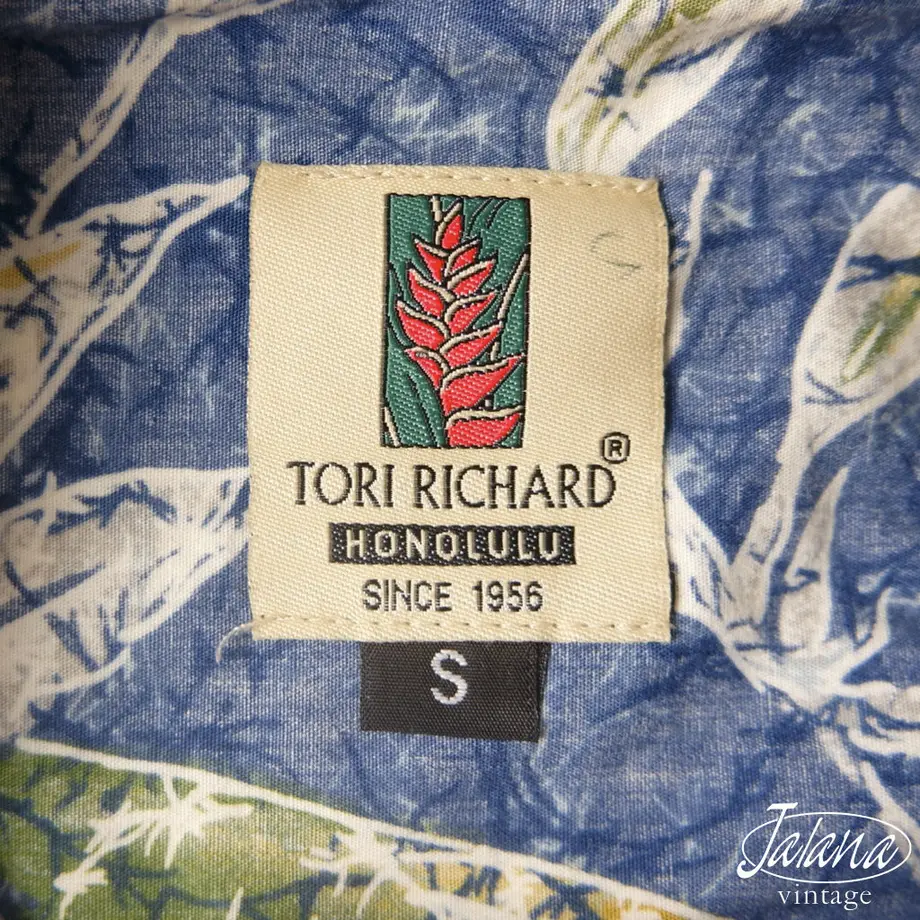 TORI RICHARD®
HONOLULU
SINCE 1956
S
Jalana
vintage